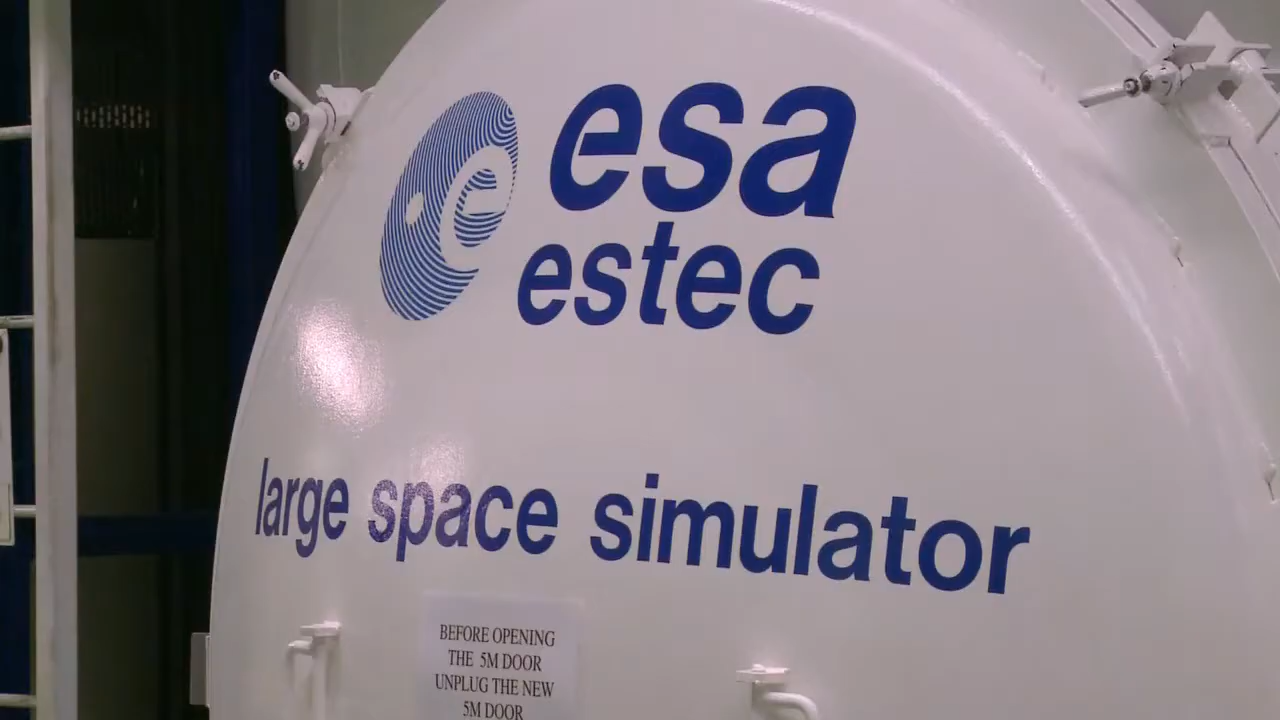 esa
estec
large space simulator
BEFORE OPENING
THE 5M DOOR
UNPLUG THE NEW
5M DOOR